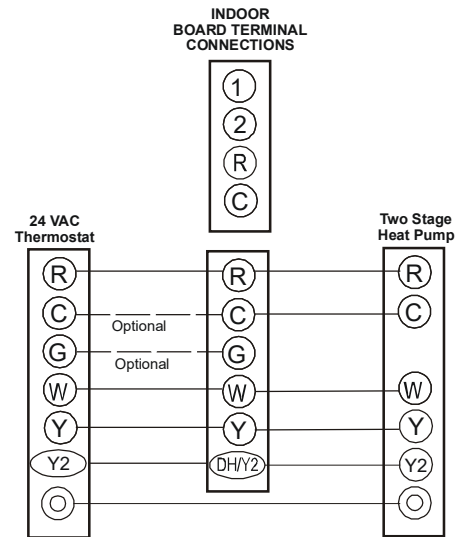 INDOOR
BOARD TERMINAL
CONNECTIONS
1
2
R
C
24 VAC
Thermostat
Two Stage
Heat Pump
R R R
C Optional C C
G Optional G
W W W
Y Y Y
Y2 DH/Y2 Y2
O O